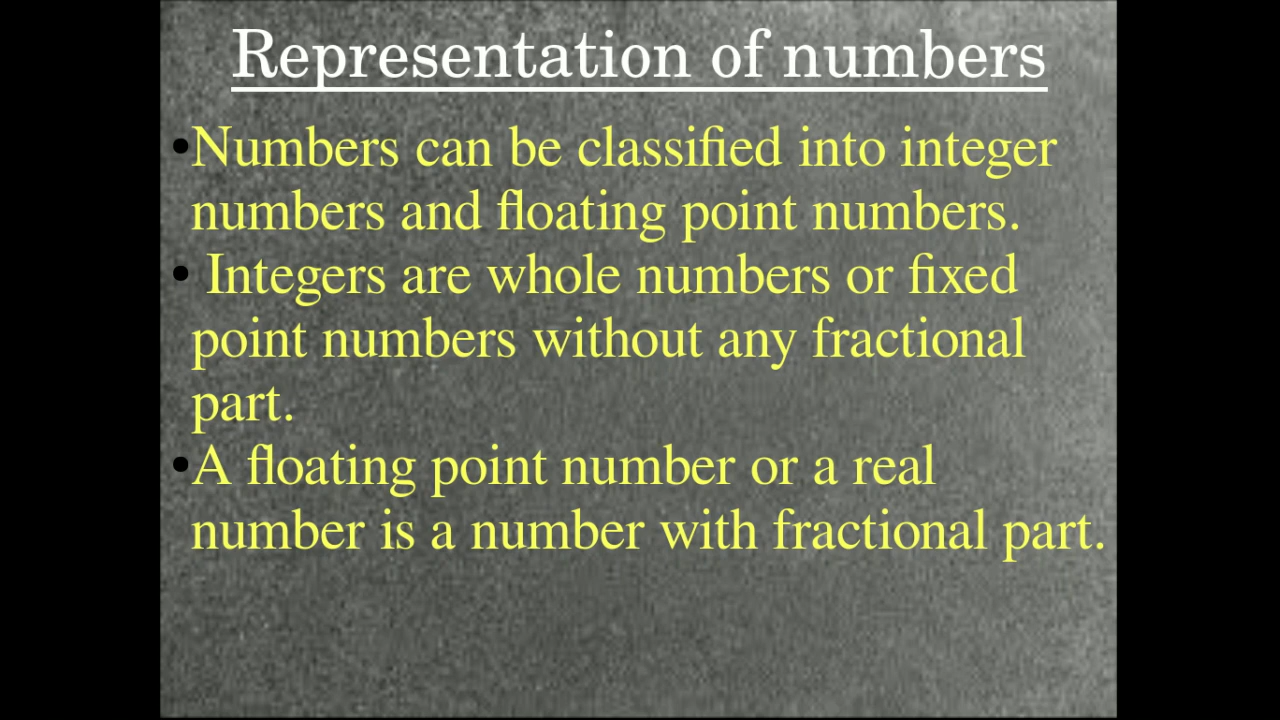 Representation of numbers
•Numbers can be classified into integer
numbers and floating point numbers.
• Integers are whole numbers or fixed
point numbers without any fractional
part.
•A floating point number or a real
number is a number with fractional part.